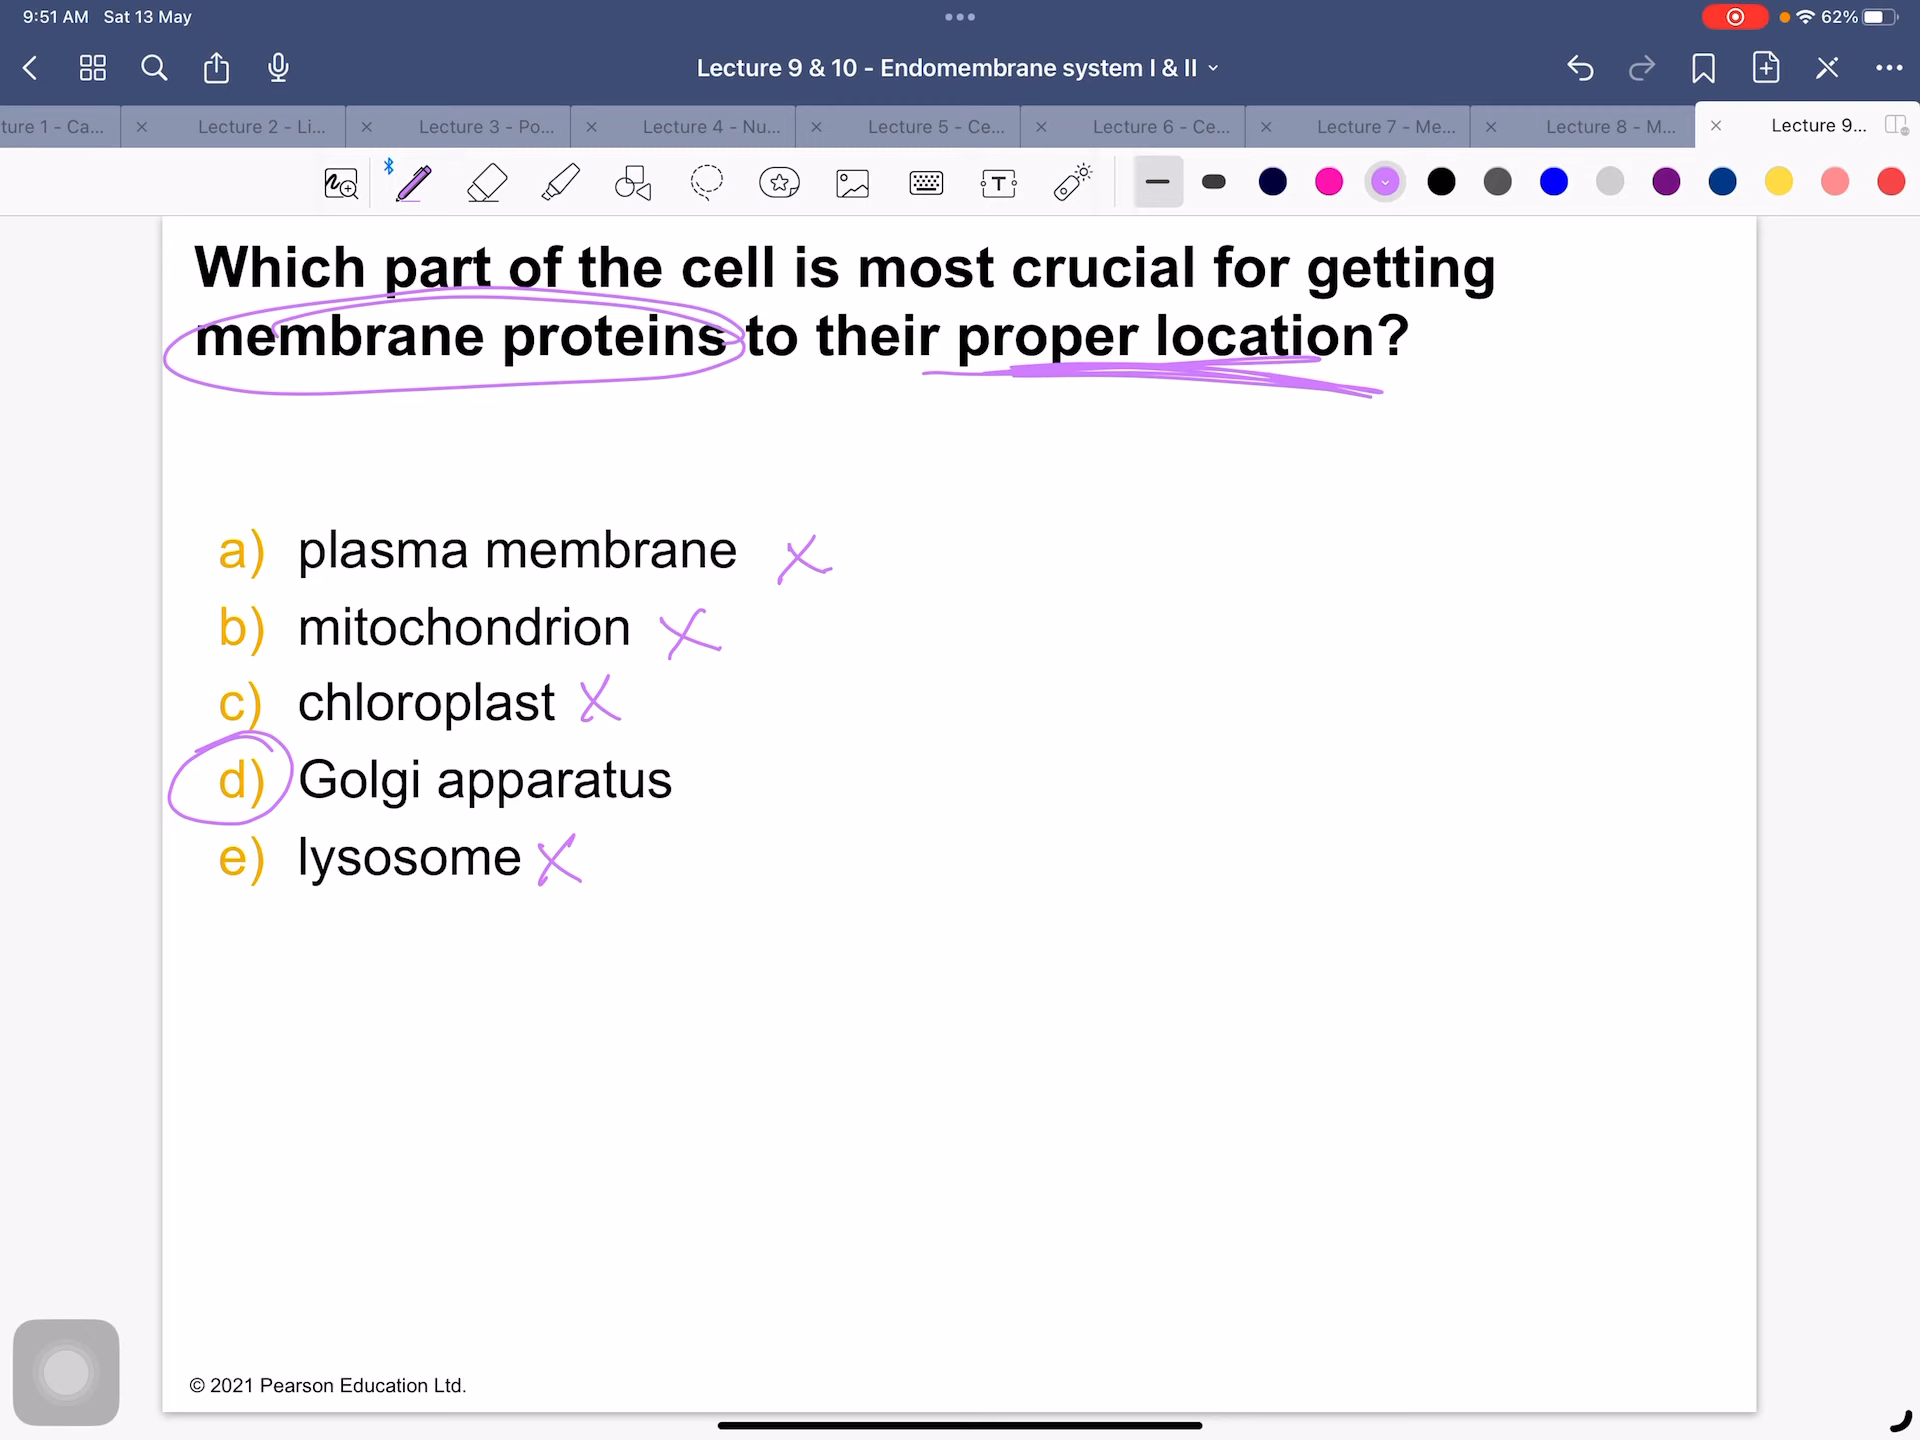 9:51 AM Sat 13 May
62%
Lecture 9 & 10 - Endomembrane system I & II
ture 1 - Ca...
Lecture 2 - Li...
Lecture 3 - Po...
Lecture 4 - Nu...
Lecture 5 - Ce...
Lecture 6 - Ce...
Lecture 7 - Me...
Lecture 8 - M...
Lecture 9...
Which part of the cell is most crucial for getting
membrane proteins to their proper location?
a) plasma membrane
b) mitochondrion
c) chloroplast
d) Golgi apparatus
e) lysosome
© 2021 Pearson Education Ltd.